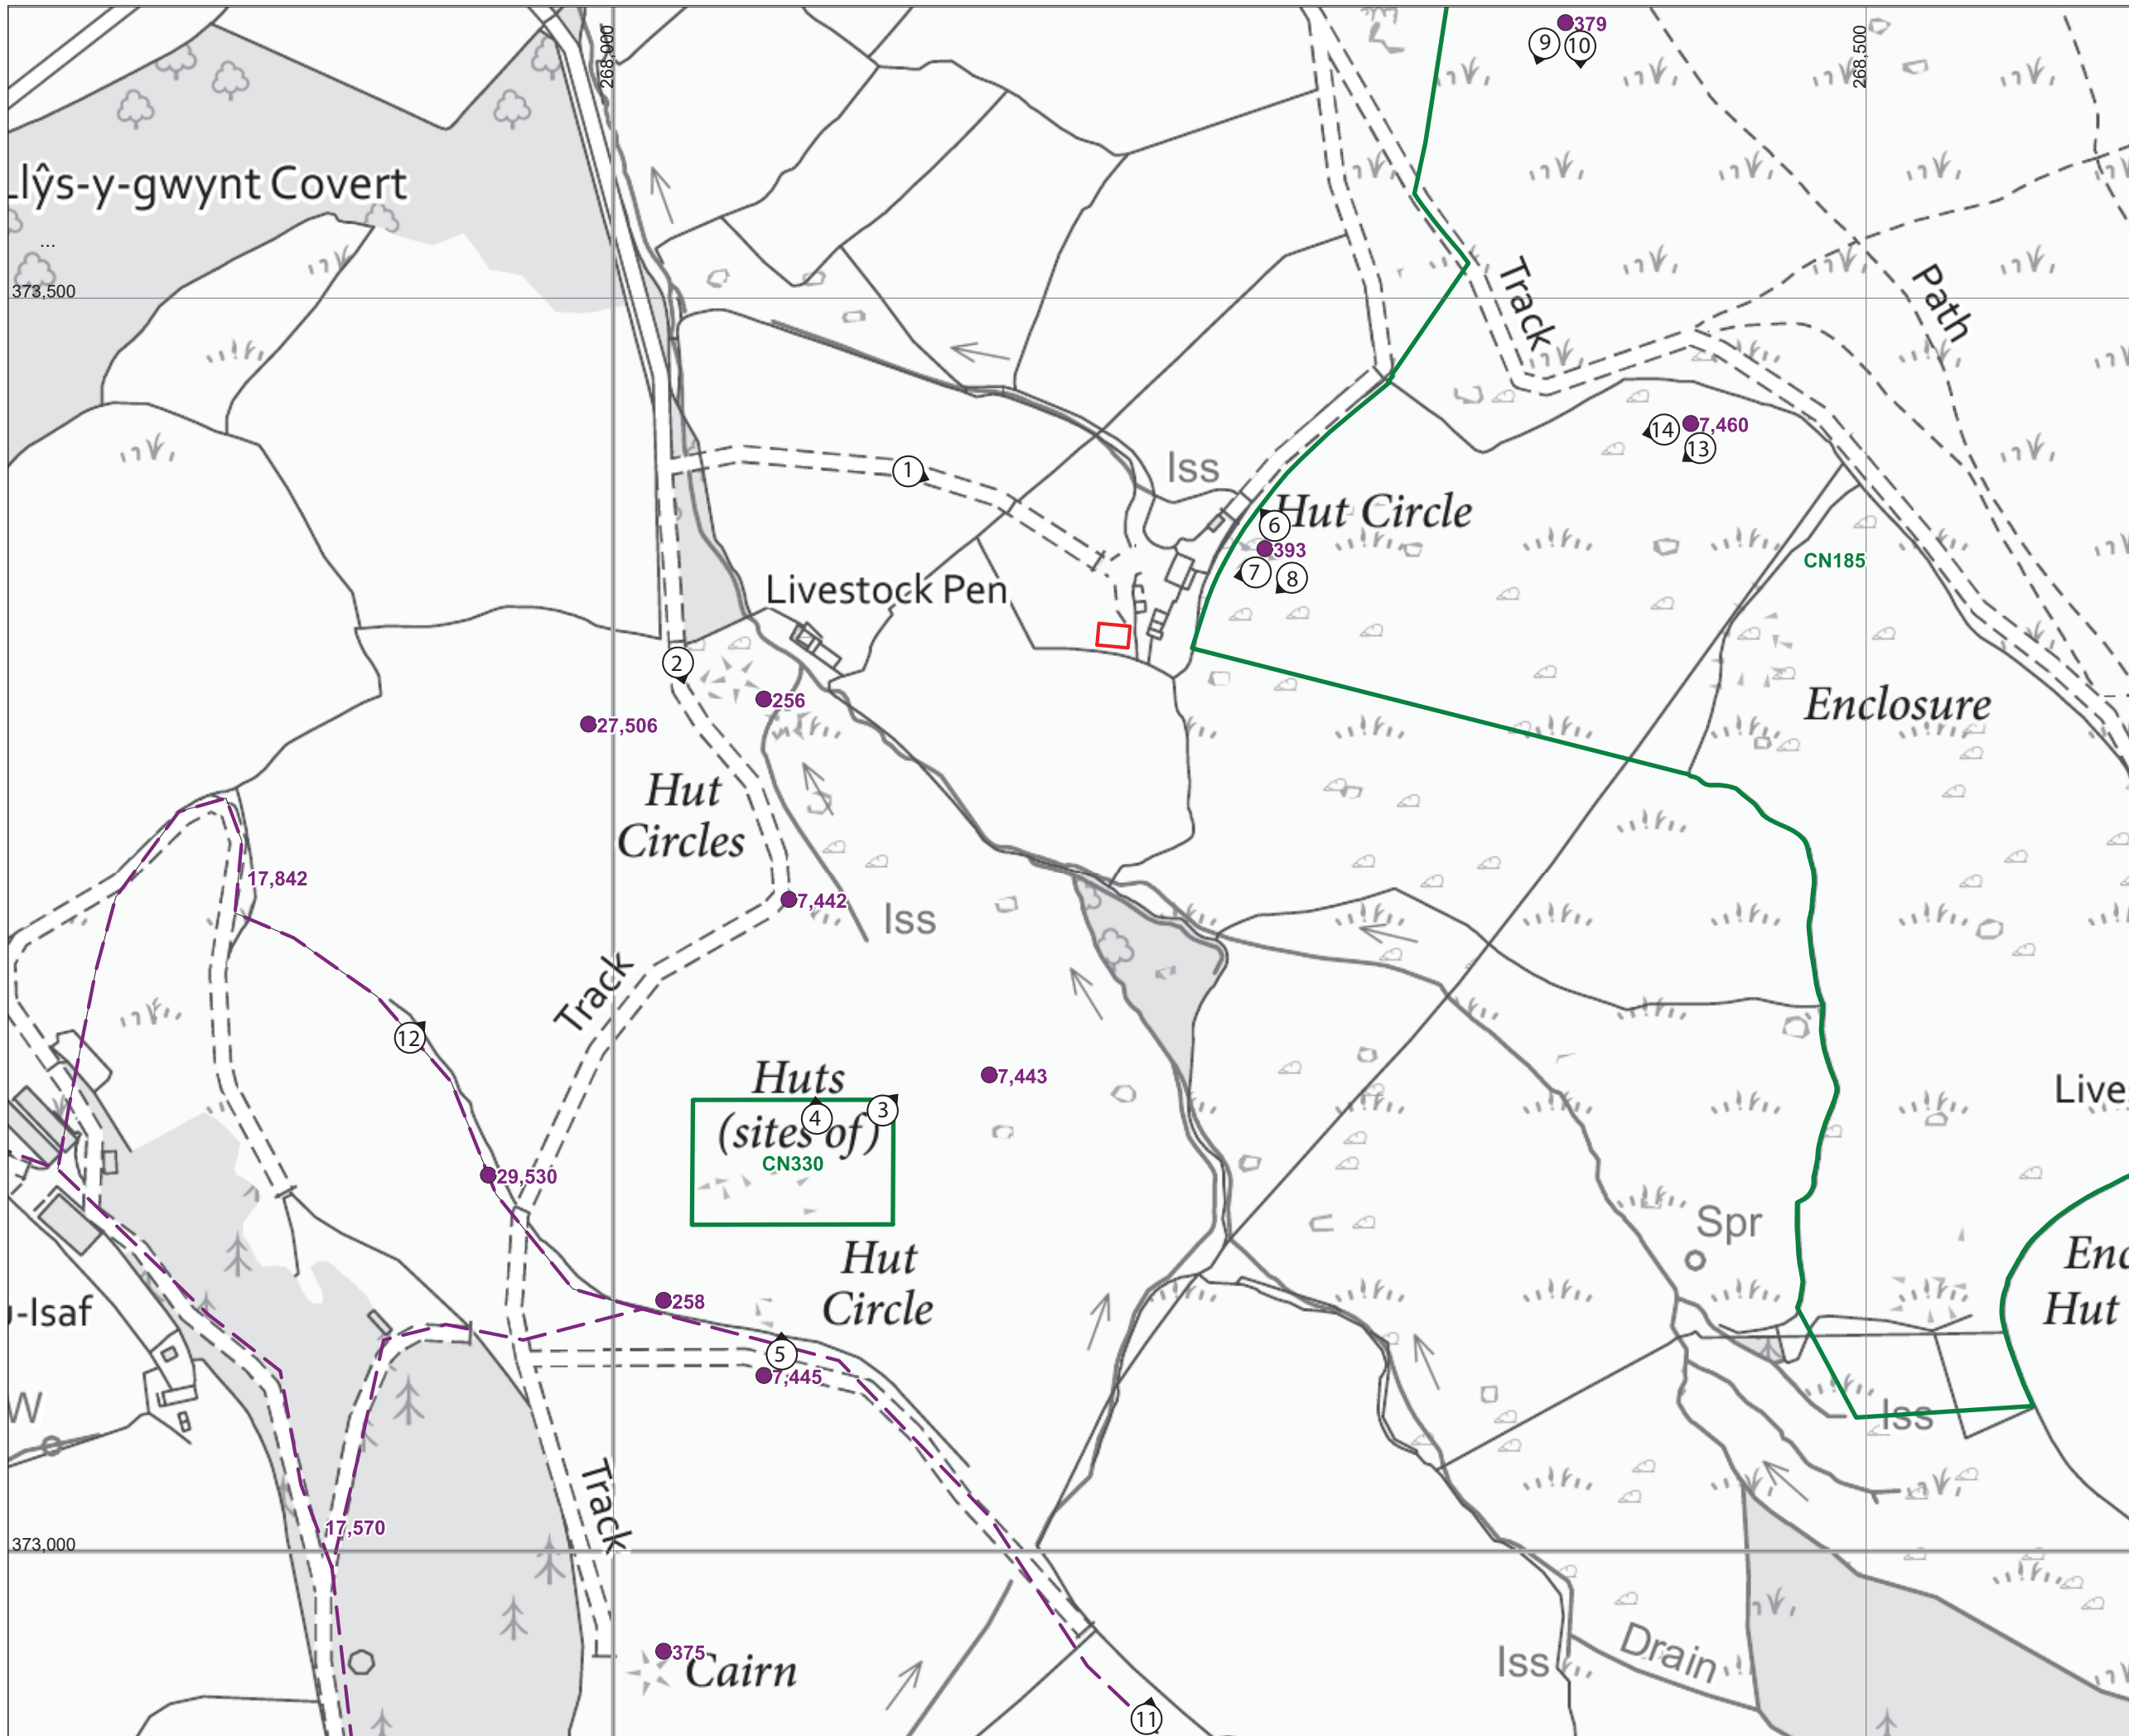 268,000
268,500
379
9
10
Llŷs-y-gwynt Covert
...
373,500
Track
Path
7,460
14
13
1
Iss
Hut Circle
6
393
7
8
CN185
Livestock Pen
2
256
27,506
Enclosure
Hut
Circles
17,842
7,442
Iss
Track
12
7,443
Huts
(sites of)
3
4
CN330
29,530
Live
Spr
Hut
Circle
258
Enc
Hut
-Isaf
5
7,445
W
Iss
Track
17,570
373,000
375
Cairn
Iss
Drain
11